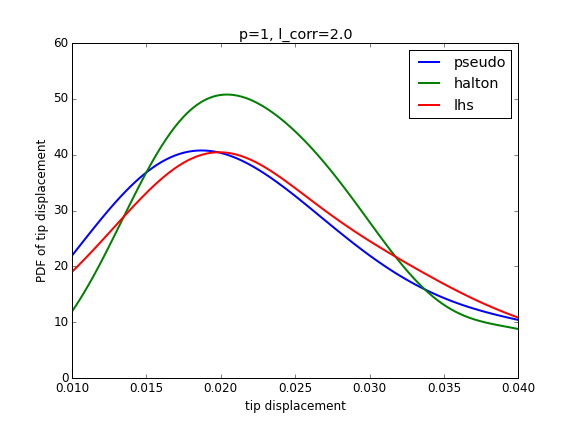 p=1, l_corr=2.0
60
50
40
30
20
10
0
PDF of tip displacement
pseudo
halton
lhs
0.010 0.015 0.020 0.025 0.030 0.035 0.040
tip displacement